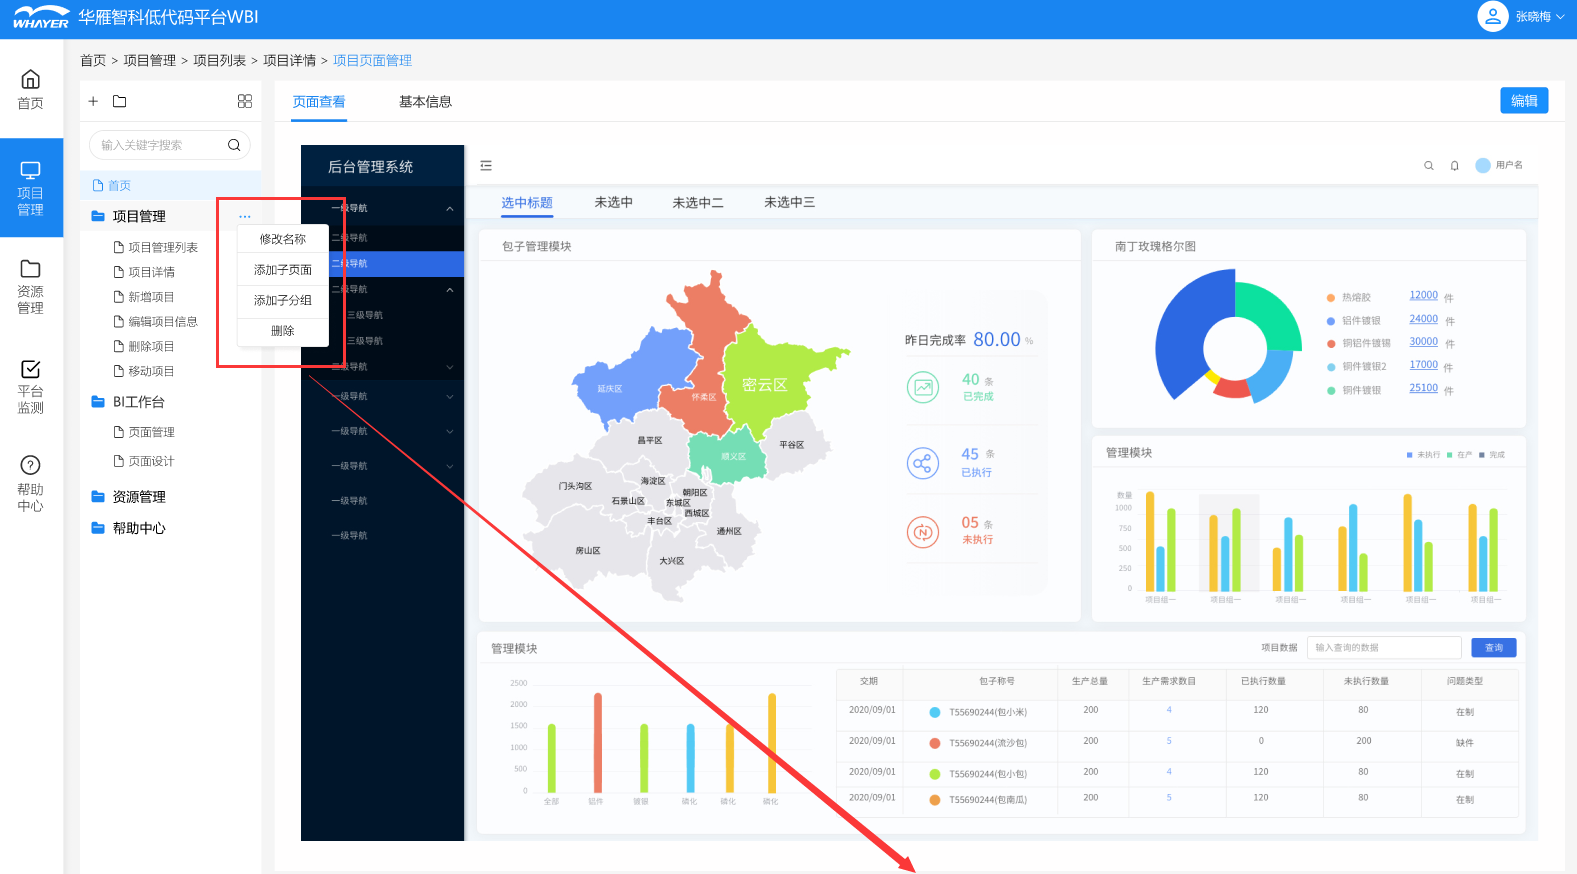 WHAYER 华雁智科低代码平台WBI
张晓梅
首页 > 项目管理 > 项目列表 > 项目详情 > 项目页面管理
首页
项目
管理
资源
管理
平台
监测
帮助
中心
输入关键字搜索
首页
项目管理
项目管理列表
项目详情
新增项目
编辑项目信息
删除项目
移动项目
BI工作台
页面管理
页面设计
资源管理
帮助中心
修改名称
添加子页面
添加子分组
删除
页面查看 基本信息
编辑
后台管理系统
一级导航
二级导航
二级导航
二级导航
三级导航
三级导航
二级导航
一级导航
一级导航
一级导航
一级导航
一级导航
用户名
选中标题 未选中 未选中二 未选中三
包子管理模块
延庆区
怀柔区
密云区
昌平区
顺义区
平谷区
门头沟区
海淀区
石景山区
朝阳区
东城区
西城区
丰台区
通州区
房山区
大兴区
昨日完成率 80.00 %
40 条
已完成
45 条
已执行
05 条
未执行
南丁玫瑰格尔图
热熔胶 12000 件
铝件镀银 24000 件
铜铝件镀锡 30000 件
铜件镀银2 17000 件
铜件镀银 25100 件
管理模块
未执行 在产 完成
数量
1000
750
500
250
0
项目组一 项目组一 项目组一 项目组一 项目组一 项目组一
管理模块
2500
2000
1500
1000
500
0
全部 铝件 镀银 磷化 磷化 磷化
项目数据 输入查询的数据 查询
交期 包子称号 生产总量 生产需求数目 已执行数量 未执行数量 问题类型
2020/09/01 T55690244(包小米) 200 4 120 80 在制
2020/09/01 T55690244(流沙包) 200 5 0 200 缺件
2020/09/01 T55690244(包小包) 200 4 120 80 在制
2020/09/01 T55690244(包南瓜) 200 5 120 80 在制